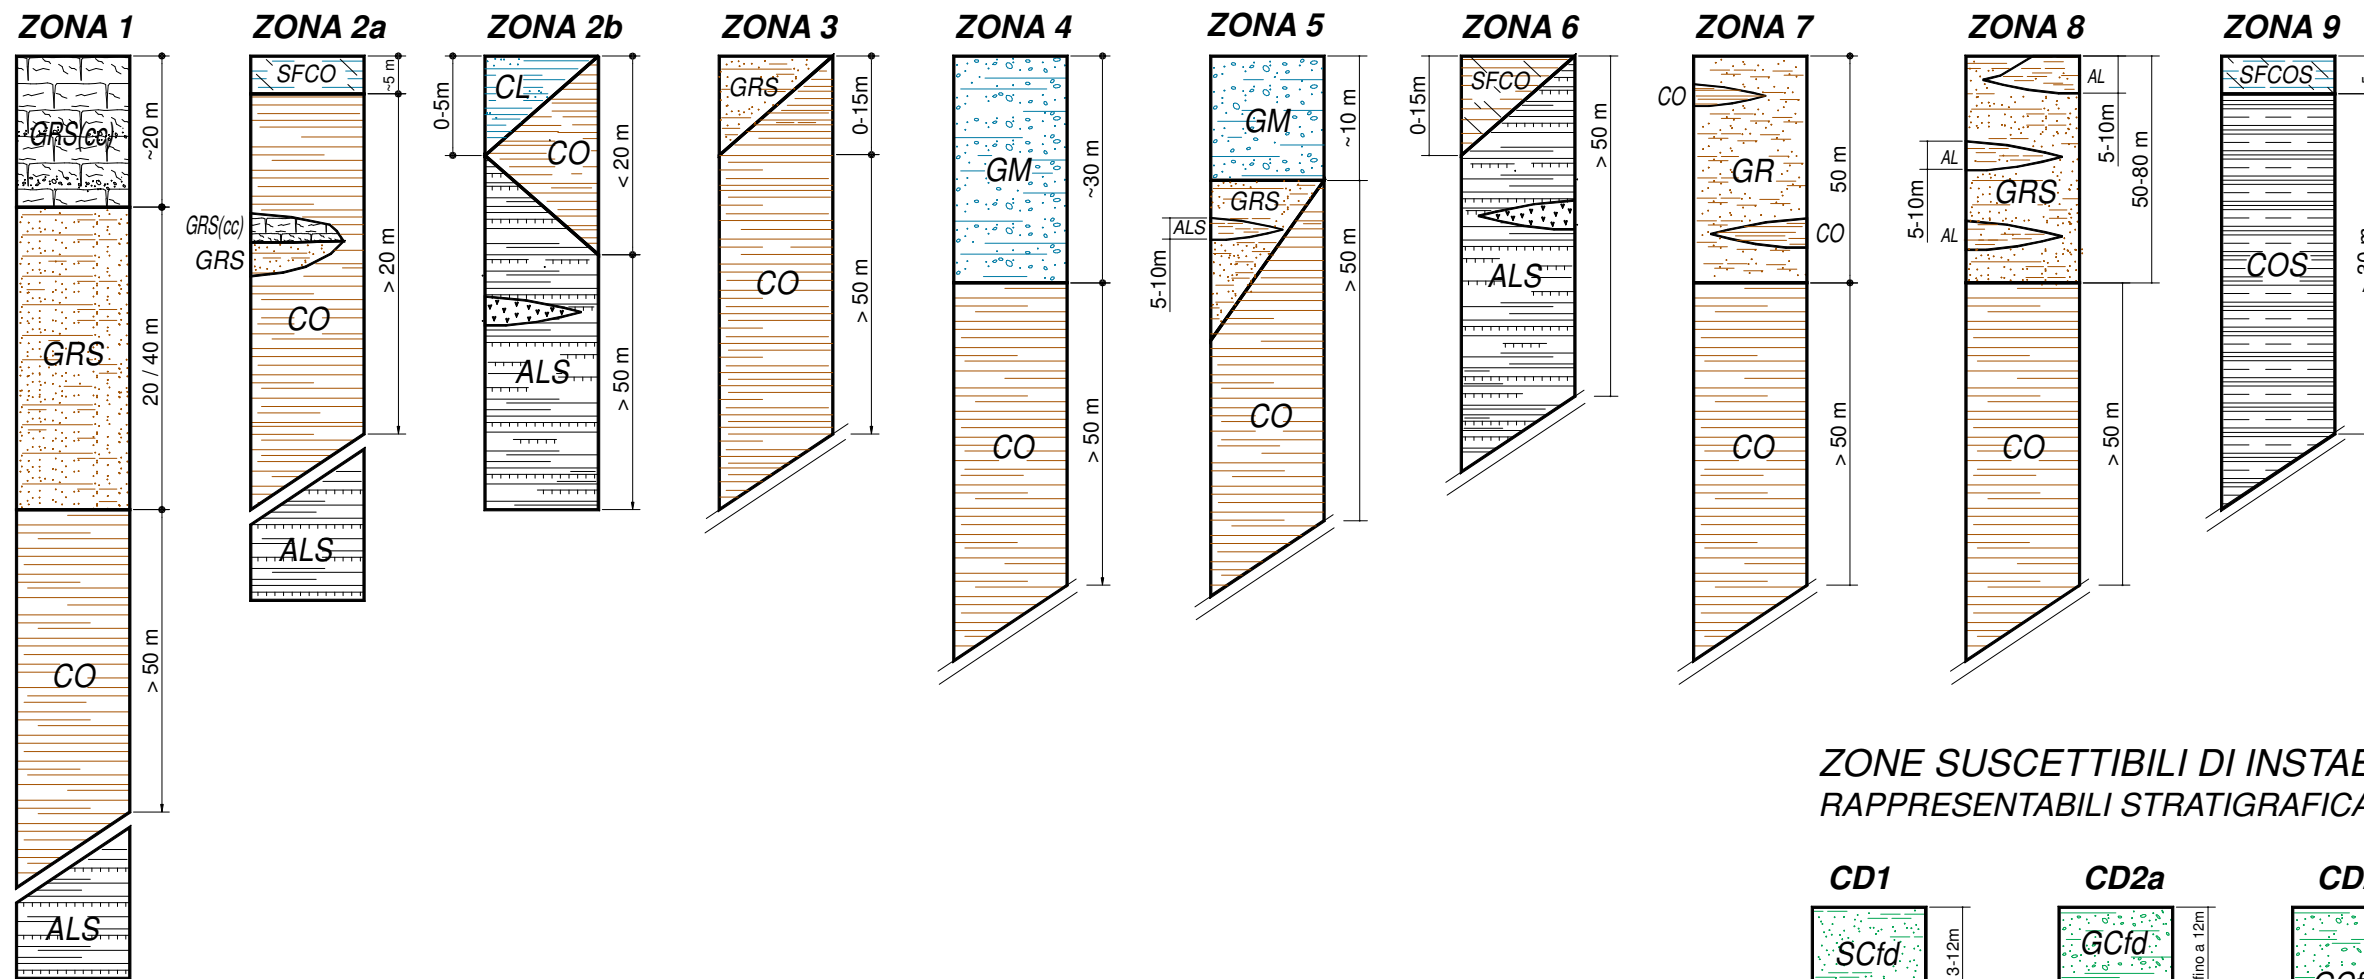 ZONA 1
GRS(cc)
~20 m
GRS
20 / 40 m
CO
> 50 m
ALS
ZONA 2a
SFCO
~5 m
GRS(cc)
GRS
CO
> 20 m
ALS
ZONA 2b
0-5m
CL
CO
< 20 m
ALS
> 50 m
ZONA 3
GRS
0-15m
CO
> 50 m
ZONA 4
GM
~30 m
CO
> 50 m
ZONA 5
GM
~10 m
GRS
ALS
5-10m
CO
> 50 m
ZONA 6
0-15m
SFCO
ALS
> 50 m
ZONA 7
CO
GR
50 m
CO
CO
> 50 m
ZONA 8
AL
5-10m
AL
GRS
5-10m
AL
50-80 m
CO
> 50 m
ZONA 9
SFCOS
COS
ZONE SUSCETTIBILI DI INSTAB
RAPPRESENTABILI STRATIGRAFICA
CD1
SCfd
3-12m
CD2a
GCfd
fino a 12m
CD